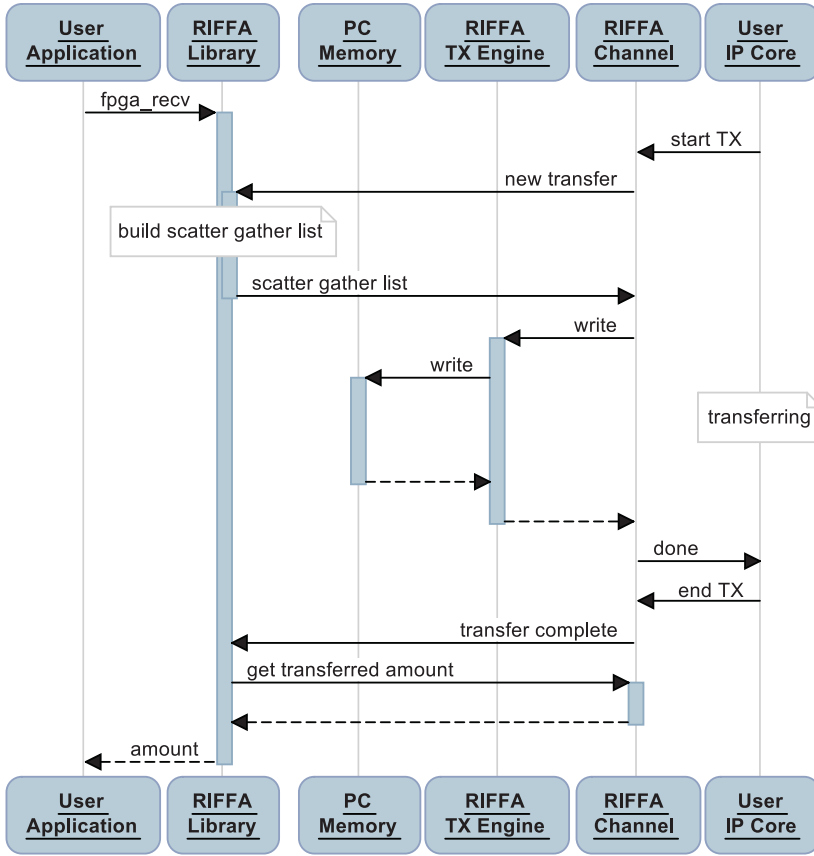 User
Application
RIFFA
Library
PC
Memory
RIFFA
TX Engine
RIFFA
Channel
User
IP Core
fpga_recv
start TX
new transfer
build scatter gather list
scatter gather list
write
write
transferring
done
end TX
transfer complete
get transferred amount
amount
User
Application
RIFFA
Library
PC
Memory
RIFFA
TX Engine
RIFFA
Channel
User
IP Core